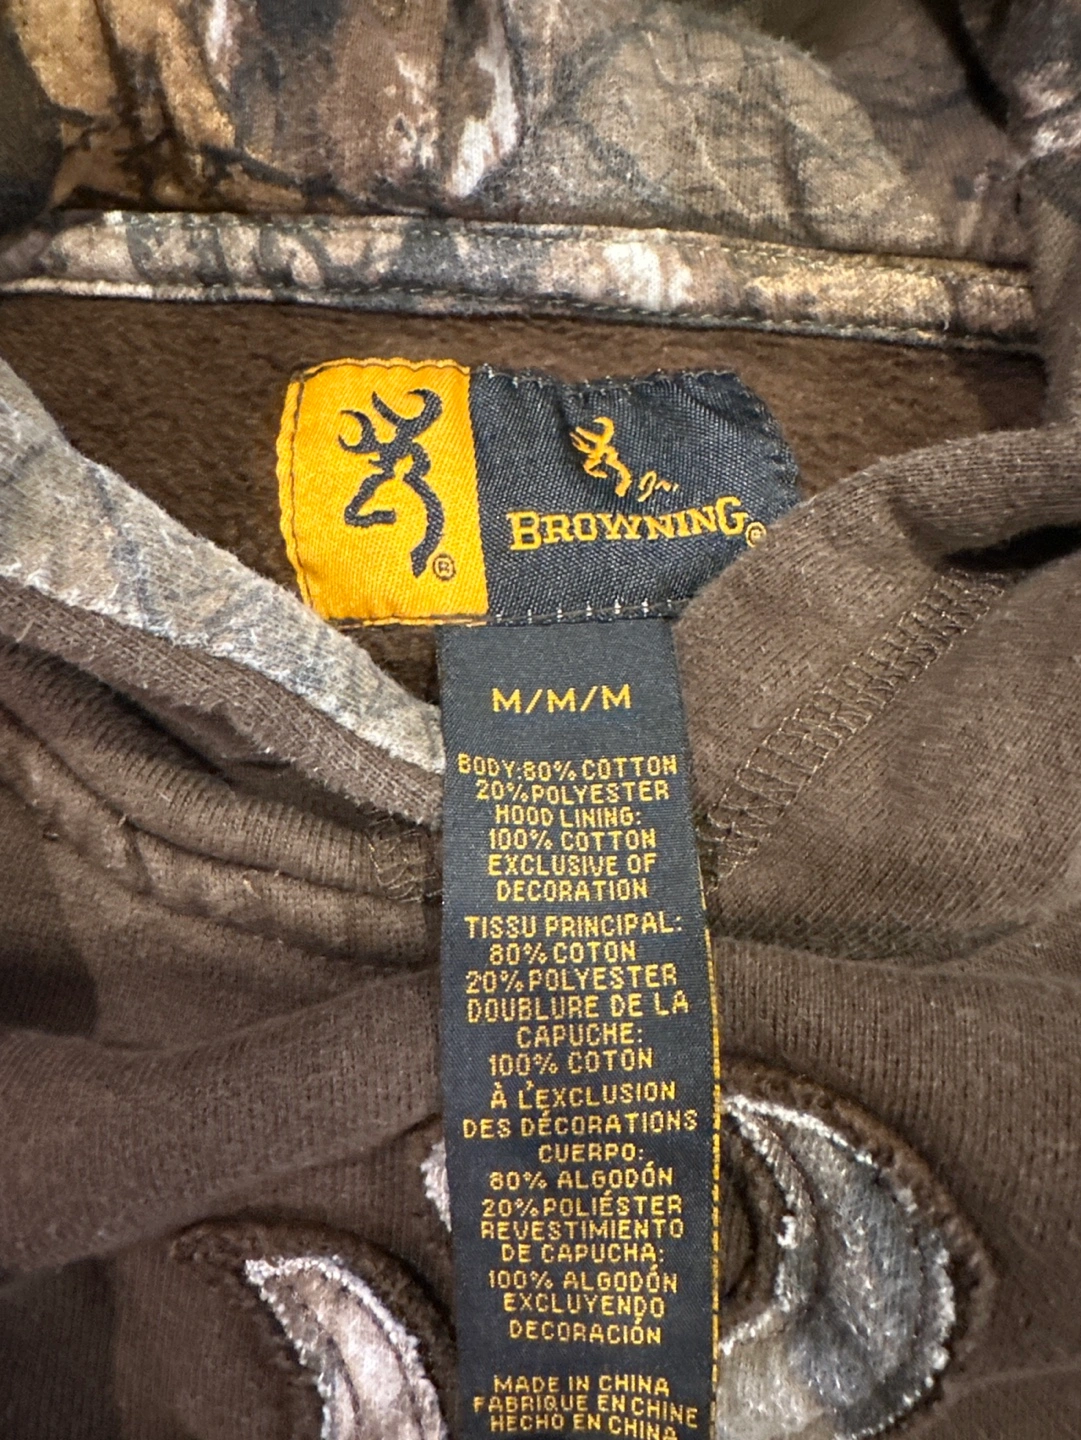 ®
Jr.
BROWNING®
M/M/M
BODY:80% COTTON
20%POLYESTER
HOOD LINING:
100% COTTON
EXCLUSIVE OF
DECORATION
TISSU PRINCIPAL:
80% COTON
20%POLYESTER
DOUBLURE DE LA
CAPUCHE:
100% COTON
À L'EXCLUSION
DES DÉCORATIONS
CUERPO:
80% ALGODÓN
20%POLIÉSTER
REVESTIMIENTO
DE CAPUCHA:
100% ALGODÓN
EXCLUYENDO
DECORACIÓN
MADE IN CHINA
FABRIQUE EN CHINE
HECHO EN CHINA